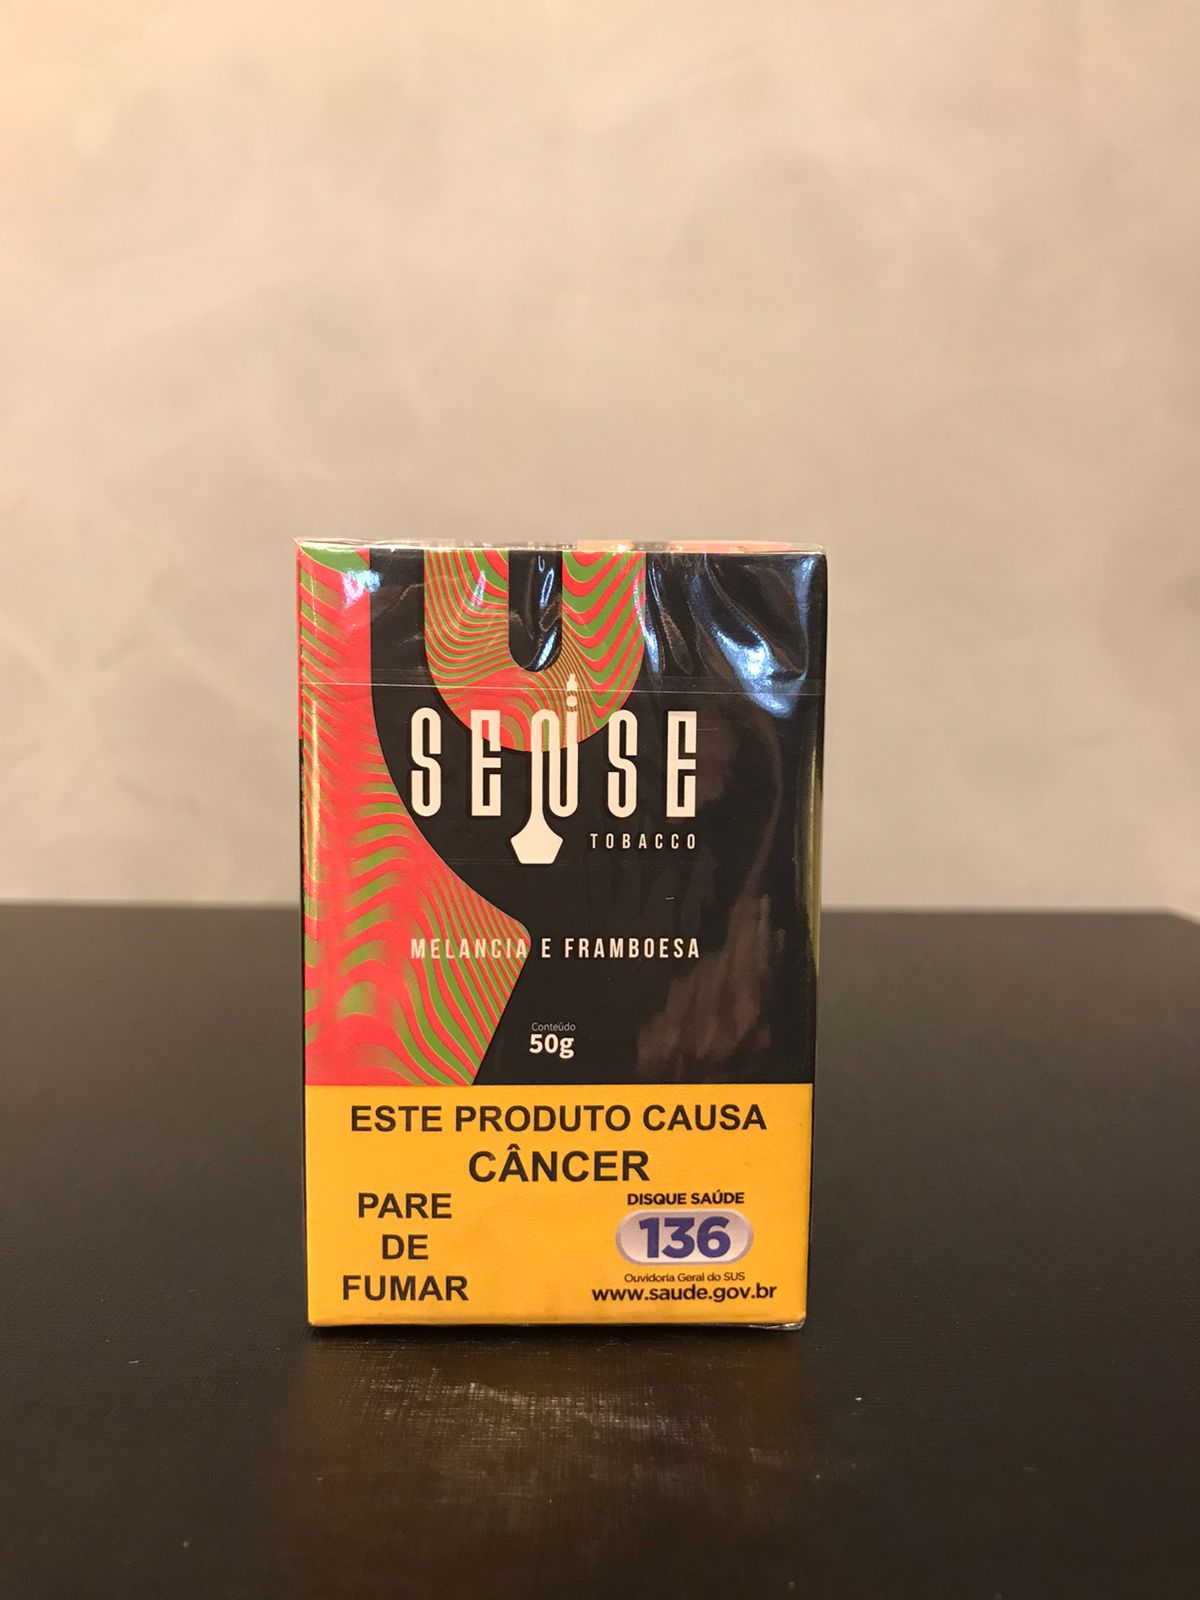 SENSE
TOBACCO
MELANCIA E FRAMBOESA
Conteúdo
50g
ESTE PRODUTO CAUSA
CÂNCER
PARE
DE
FUMAR
DISQUE SAÚDE
136
Ouvidoria Geral do SUS
www.saude.gov.br